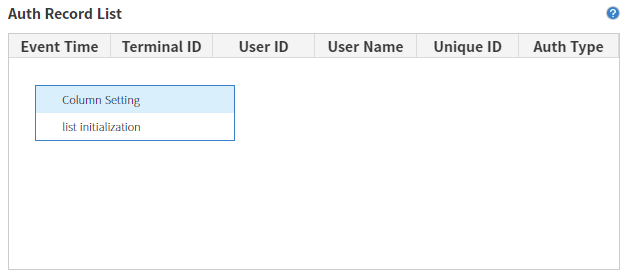 Auth Record List
?
Event Time Terminal ID User ID User Name Unique ID Auth Type
Column Setting
list initialization